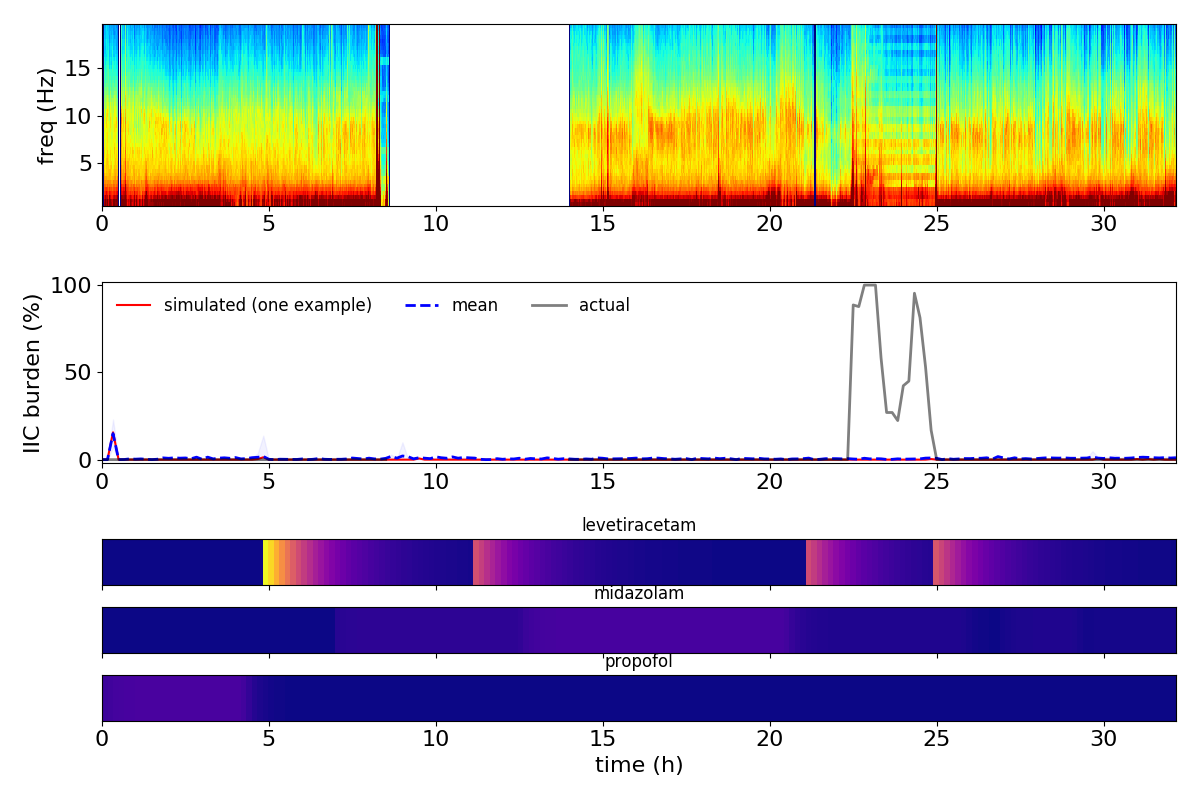 freq (Hz)
15
10
5
0 5 10 15 20 25 30
IIC burden (%)
100
50
0
simulated (one example) mean actual
0 5 10 15 20 25 30
levetiracetam
midazolam
propofol
0 5 10 15 20 25 30
time (h)